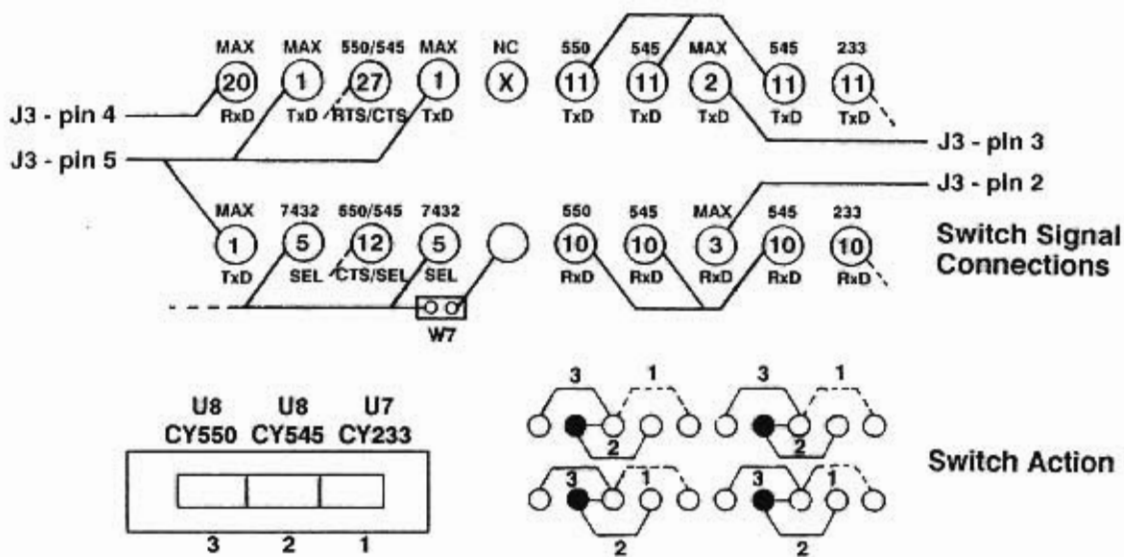 MAX MAX 550/545 MAX NC 550 545 MAX 545 233
20 1 27 1 X 11 11 2 11 11
J3 - pin 4 RxD TxD RTS/CTS TxD TxD TxD TxD TxD TxD
J3 - pin 5 J3 - pin 3
J3 - pin 2
MAX 7432 550/545 7432 550 545 MAX 545 233
1 5 12 5 10 10 3 10 10
TxD SEL CTS/SEL SEL RxD RxD RxD RxD RxD
Switch Signal
Connections
W7
U8 U8 U7
CY550 CY545 CY233
3 2 1
3 1 3 1
2 2
3 1 3 1
2 2
Switch Action